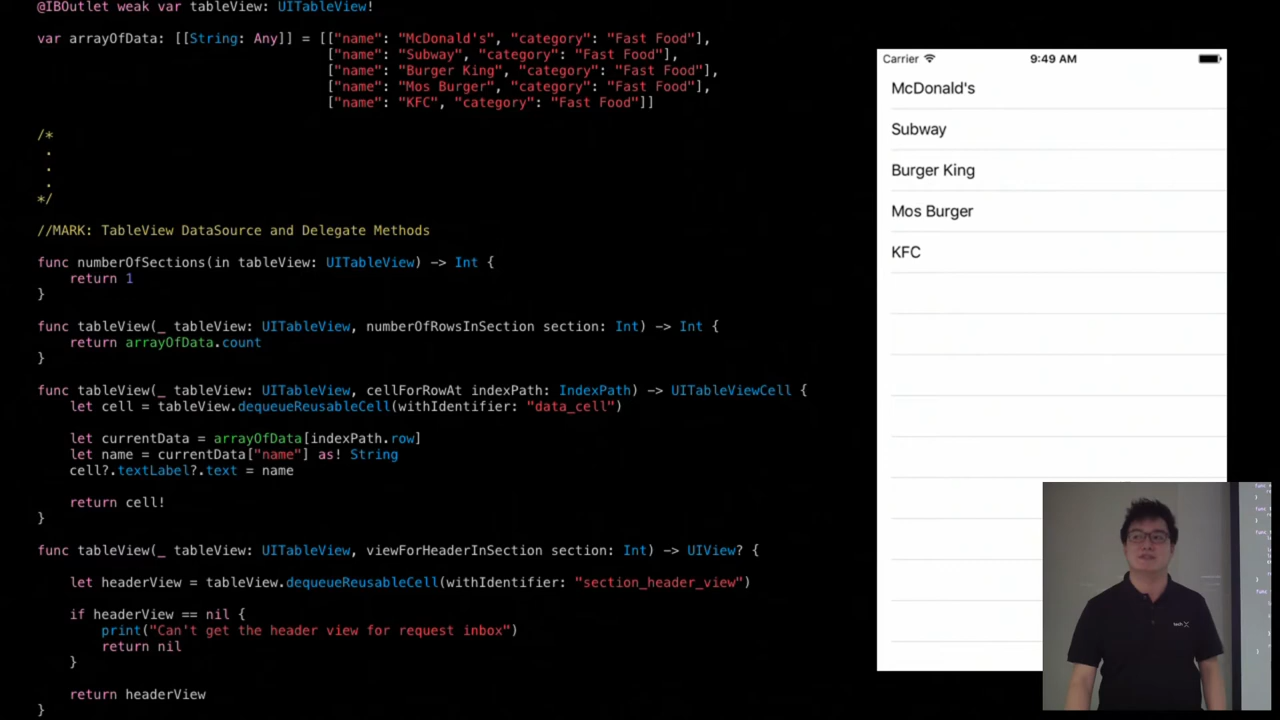 @IBOutlet weak var tableView: UITableView!
var arrayOfData: [[String: Any]] = [["name": "McDonald's", "category": "Fast Food"],
["name": "Subway", "category": "Fast Food"],
["name": "Burger King", "category": "Fast Food"],
["name": "Mos Burger", "category": "Fast Food"],
["name": "KFC", "category": "Fast Food"]]
/*
.
.
.
*/
//MARK: TableView DataSource and Delegate Methods
func numberOfSections(in tableView: UITableView) -> Int {
return 1
}
func tableView(_ tableView: UITableView, numberOfRowsInSection section: Int) -> Int {
return arrayOfData.count
}
func tableView(_ tableView: UITableView, cellForRowAt indexPath: IndexPath) -> UITableViewCell {
let cell = tableView.dequeueReusableCell(withIdentifier: "data_cell")
let currentData = arrayOfData[indexPath.row]
let name = currentData["name"] as! String
cell?.textLabel?.text = name
return cell!
}
func tableView(_ tableView: UITableView, viewForHeaderInSection section: Int) -> UIView? {
let headerView = tableView.dequeueReusableCell(withIdentifier: "section_header_view")
if headerView == nil {
print("Can't get the header view for request inbox")
return nil
}
return headerView
}
Carrier 9:49 AM
McDonald's
Subway
Burger King
Mos Burger
KFC